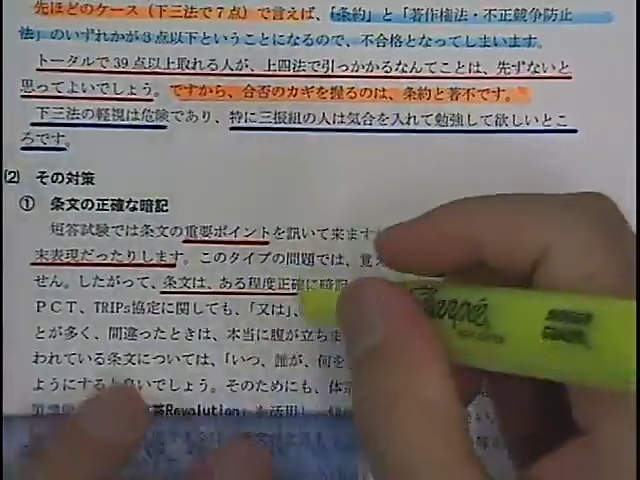 先ほどのケース（下三法で7点）で言えば、「条約」と「著作権法・不正競争防止
法」のいずれかが3点以下ということになるので、不合格となってしまいます。
トータルで39点以上取れる人が、上四法で引っかかるなんてことは、先ずないと
思ってよいでしょう。ですから、合否のカギを握るのは、条約と著不です。
下三法の軽視は危険であり、特に三振組の人は気合を入れて勉強して欲しいとこ
ろです。
(2) その対策
① 条文の正確な暗記
短答試験では条文の重要ポイントを訊いて来ます
末表現だったりします。このタイプの問題では、覚え
せん。したがって、条文は、ある程度正確に暗記
PCT、TRIPs協定に関しても、「又は」、
とが多く、間違ったときは、本当に腹が立ちま
われている条文については、「いつ、誰が、何を
ようにすると良いでしょう。そのためにも、体系
Revolution」を活用し
Sharpie